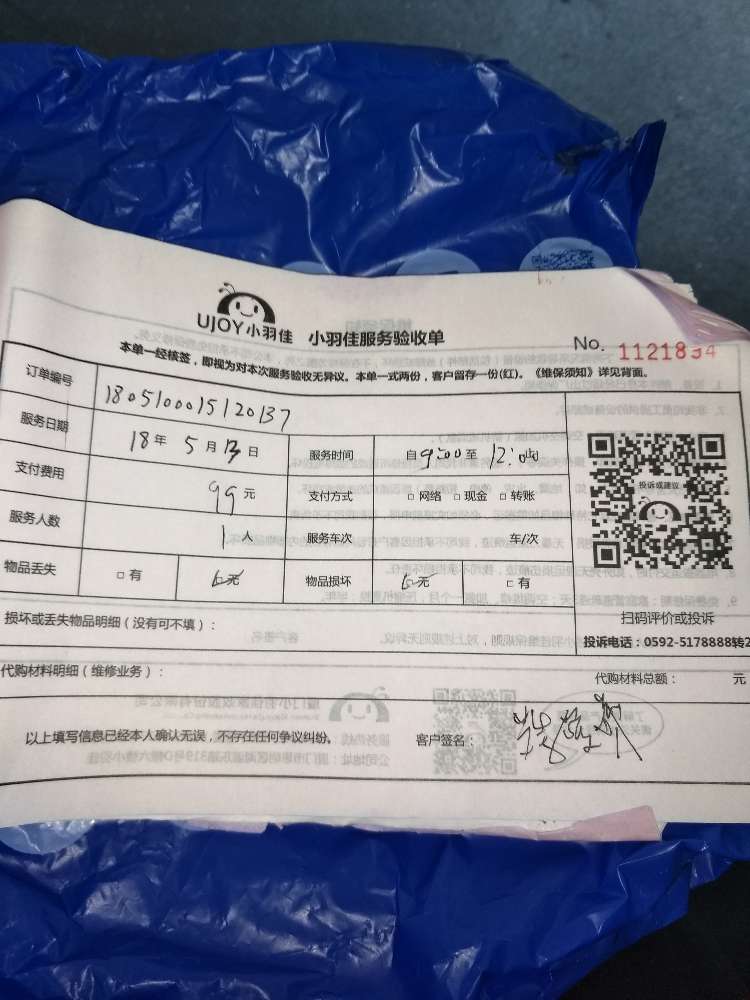 UJOY小羽佳 小羽佳服务验收单
No. 1121894
本单一经核签，即视为对本次服务验收无异议。本单一式两份，客户留存一份(红)。《维保须知》详见背面。
订单编号 1805100015120137
服务日期 18年 5月13日 服务时间 自9:00至12:00时
支付费用 99元 支付方式 □网络 □现金 □转账
服务人数 1人 服务车次 车/次
物品丢失 □有 无 物品损坏 无 □有
投诉或建议
扫码评价或投诉
损坏或丢失物品明细（没有可不填）：
投诉电话：0592-5178888转2
代购材料明细（维修业务）：
代购材料总额： 元
以上填写信息已经本人确认无误，不存在任何争议纠纷。
客户签名：